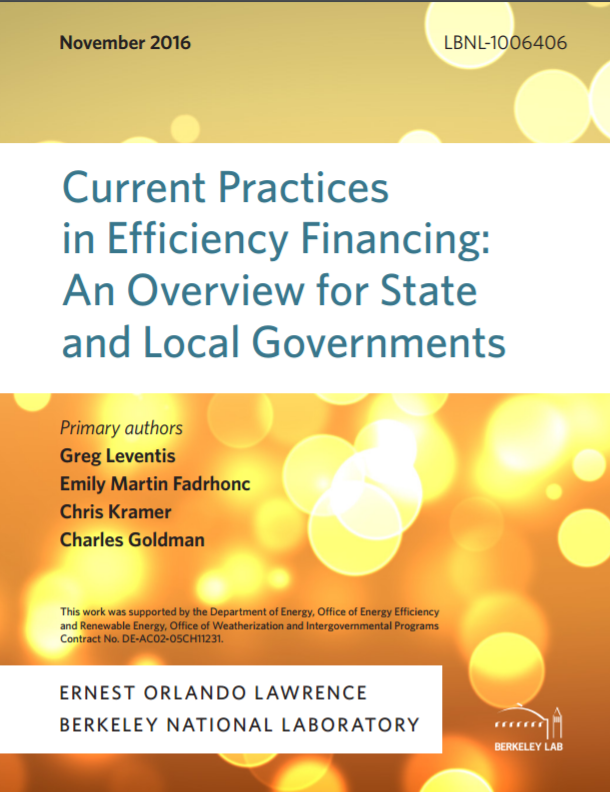 November 2016
LBNL-1006406
Current Practices
in Efficiency Financing:
An Overview for State
and Local Governments
Primary authors
Greg Leventis
Emily Martin Fadrhonc
Chris Kramer
Charles Goldman
This work was supported by the Department of Energy, Office of Energy Efficiency
and Renewable Energy, Office of Weatherization and Intergovernmental Programs
Contract No. DE-AC02-05CH11231.
ERNEST ORLANDO LAWRENCE
BERKELEY NATIONAL LABORATORY
BERKELEY LAB